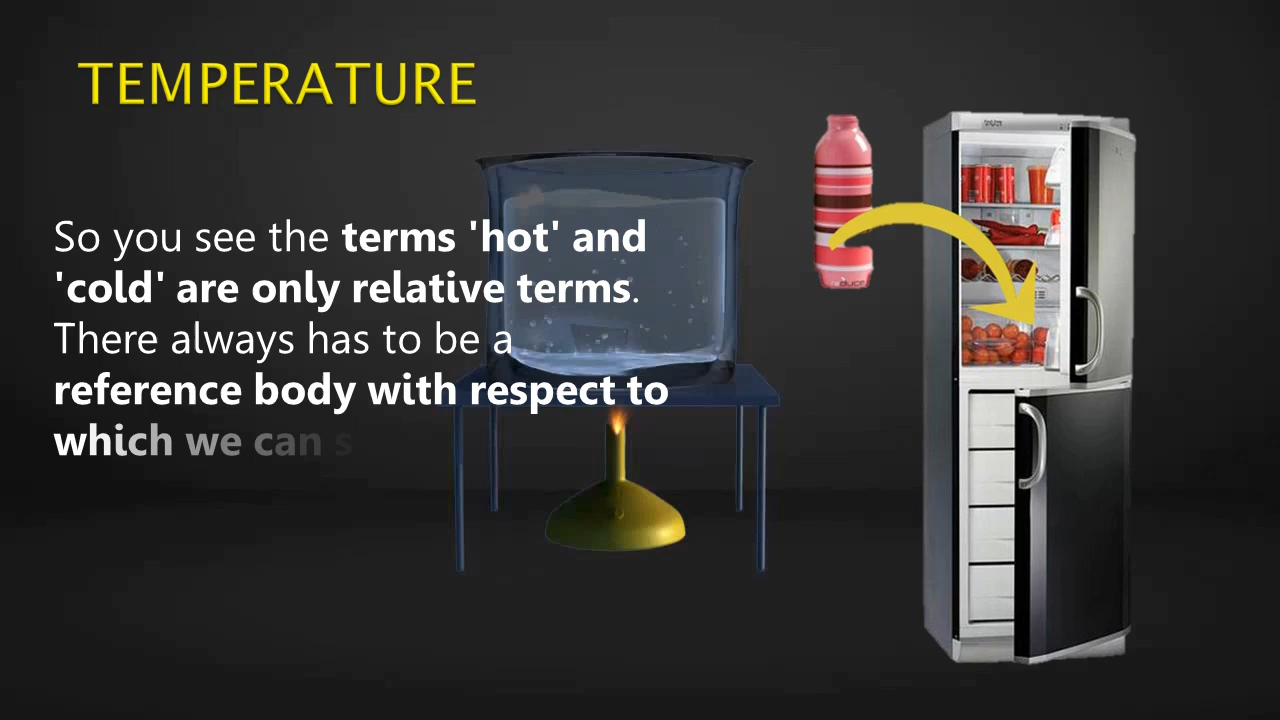 TEMPERATURE
So you see the terms 'hot' and
'cold' are only relative terms.
There always has to be a
reference body with respect to
which we can s
reduce